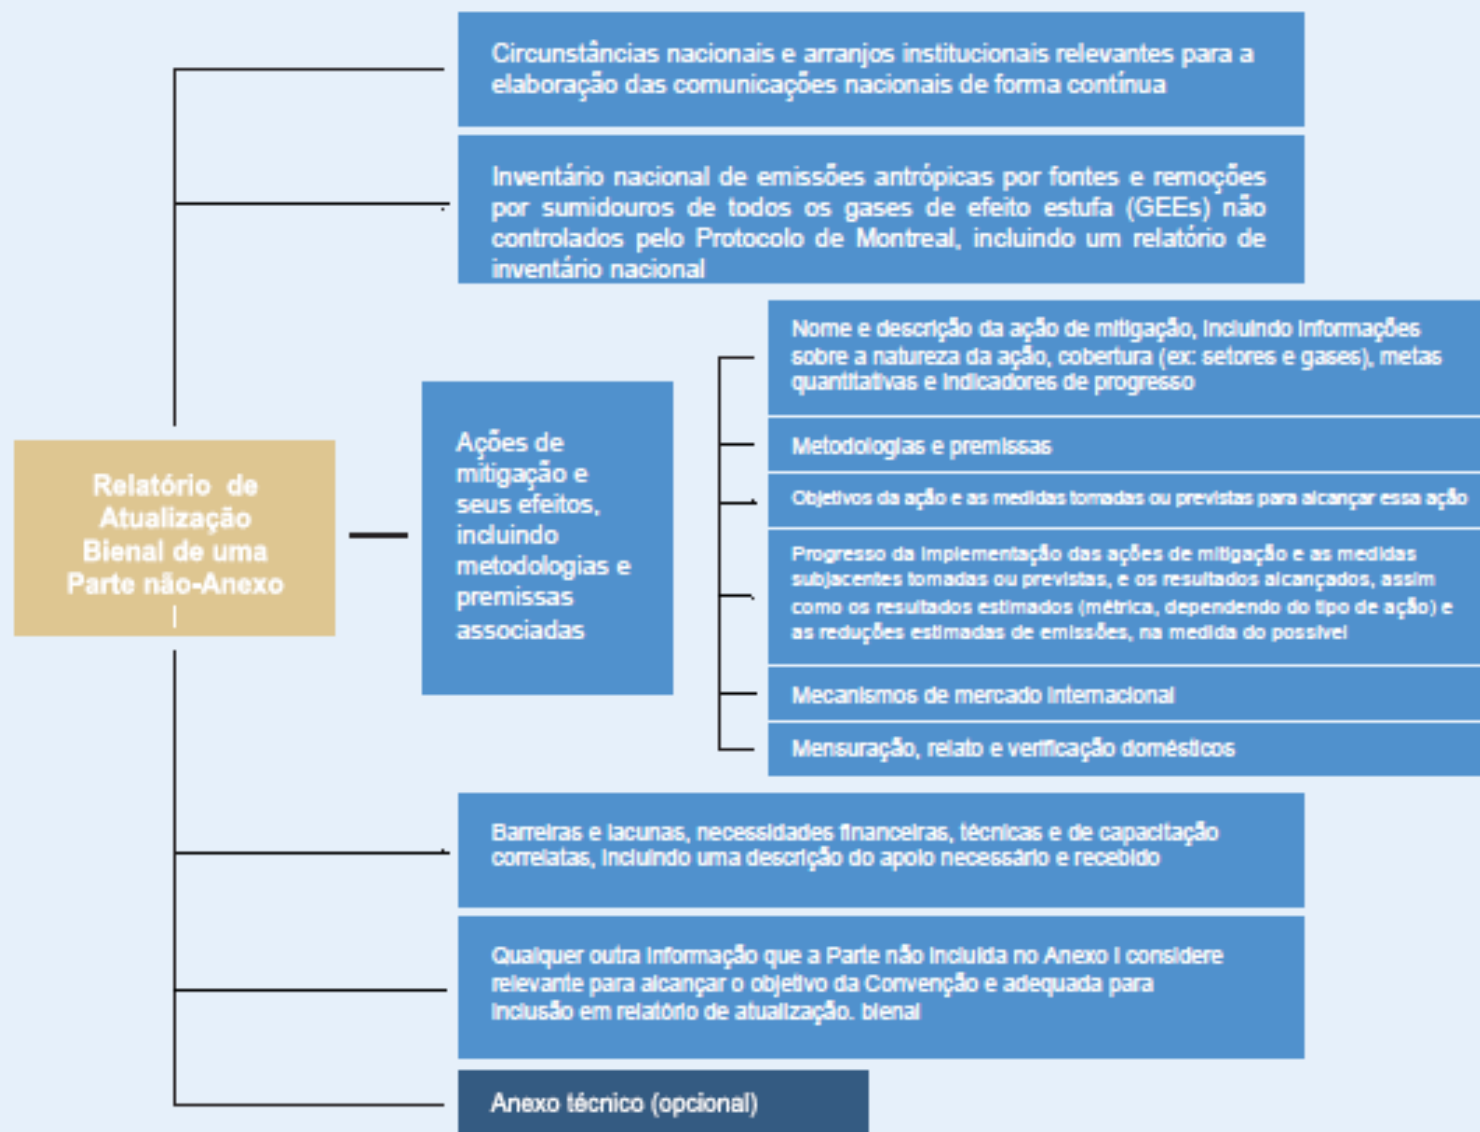 Circunstâncias nacionais e arranjos institucionais relevantes para a
elaboração das comunicações nacionais de forma contínua
Inventário nacional de emissões antrópicas por fontes e remoções
por sumidouros de todos os gases de efeito estufa (GEEs) não
controlados pelo Protocolo de Montreal, incluindo um relatório de
inventário nacional
Relatório de
Atualização
Bienal de uma
Parte não-Anexo
I
Ações de
mitigação e
seus efeitos,
incluindo
metodologias e
premissas
associadas
Nome e descrição da ação de mitigação, incluindo informações
sobre a natureza da ação, cobertura (ex: setores e gases), metas
quantitativas e indicadores de progresso
Metodologias e premissas
Objetivos da ação e as medidas tomadas ou previstas para alcançar essa ação
Progresso da implementação das ações de mitigação e as medidas
subjacentes tomadas ou previstas, e os resultados alcançados, assim
como os resultados estimados (métrica, dependendo do tipo de ação) e
as reduções estimadas de emissões, na medida do possível
Mecanismos de mercado internacional
Mensuração, relato e verificação domésticos
Barreiras e lacunas, necessidades financeiras, técnicas e de capacitação
correlatas, incluindo uma descrição do apoio necessário e recebido
Qualquer outra informação que a Parte não incluída no Anexo I considere
relevante para alcançar o objetivo da Convenção e adequada para
inclusão em relatório de atualização. bienal
Anexo técnico (opcional)